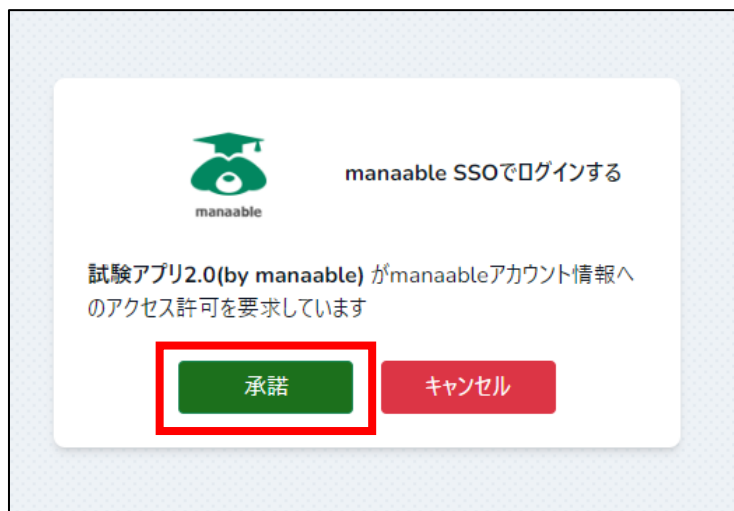 manaable
manaable SSOでログインする
試験アプリ2.0(by manaable) がmanaableアカウント情報へ
のアクセス許可を要求しています
承諾
キャンセル